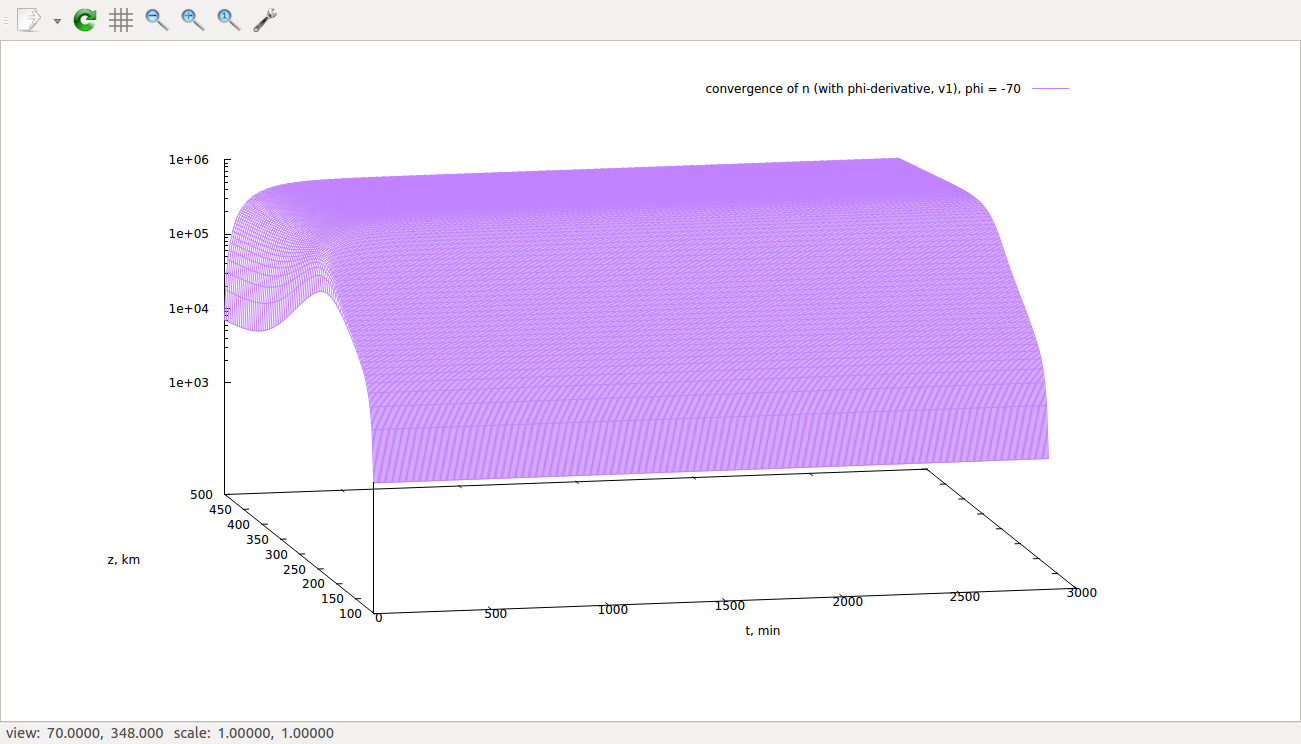 convergence of n (with phi-derivative, v1), phi = -70
1e+06
1e+05
1e+04
1e+03
500
450
400
350
300
250
200
150
100
z, km
0
500
1000
1500
2000
2500
3000
t, min
view: 70.0000, 348.000 scale: 1.00000, 1.00000